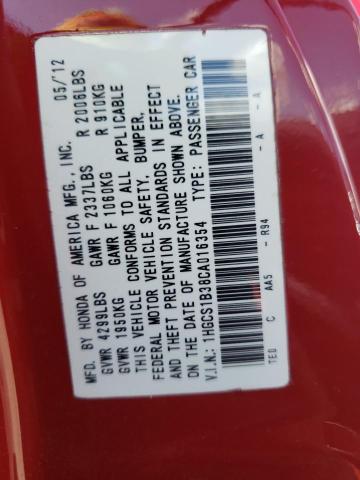 MFD. BY HONDA OF AMERICA MFG., INC. 05/12
GVWR 4299LBS GAWR F 2337LBS R 2006LBS
GVWR 1950KG GAWR F 1060KG R 910KG
THIS VEHICLE CONFORMS TO ALL APPLICABLE
FEDERAL MOTOR VEHICLE SAFETY, BUMPER,
AND THEFT PREVENTION STANDARDS IN EFFECT
ON THE DATE OF MANUFACTURE SHOWN ABOVE.
V.I.N.: 1HGCS1B38CA016354 TYPE: PASSENGER CAR
TE0 C AA5 - R94 - A - A